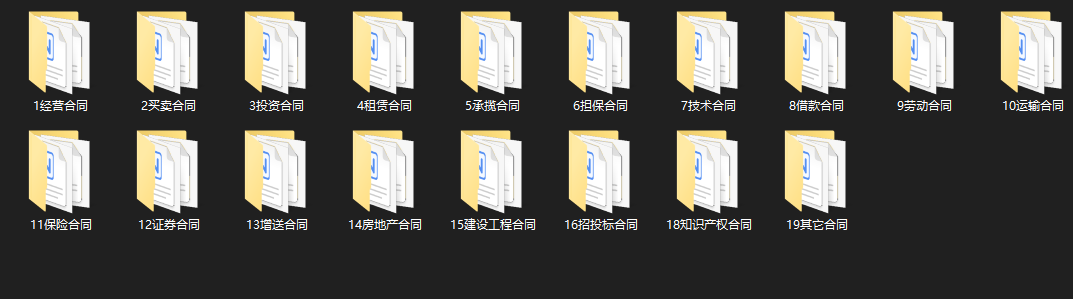 1经营合同
2买卖合同
3投资合同
4租赁合同
5承揽合同
6担保合同
7技术合同
8借款合同
9劳动合同
10运输合同
11保险合同
12证券合同
13增送合同
14房地产合同
15建设工程合同
16招投标合同
18知识产权合同
19其它合同